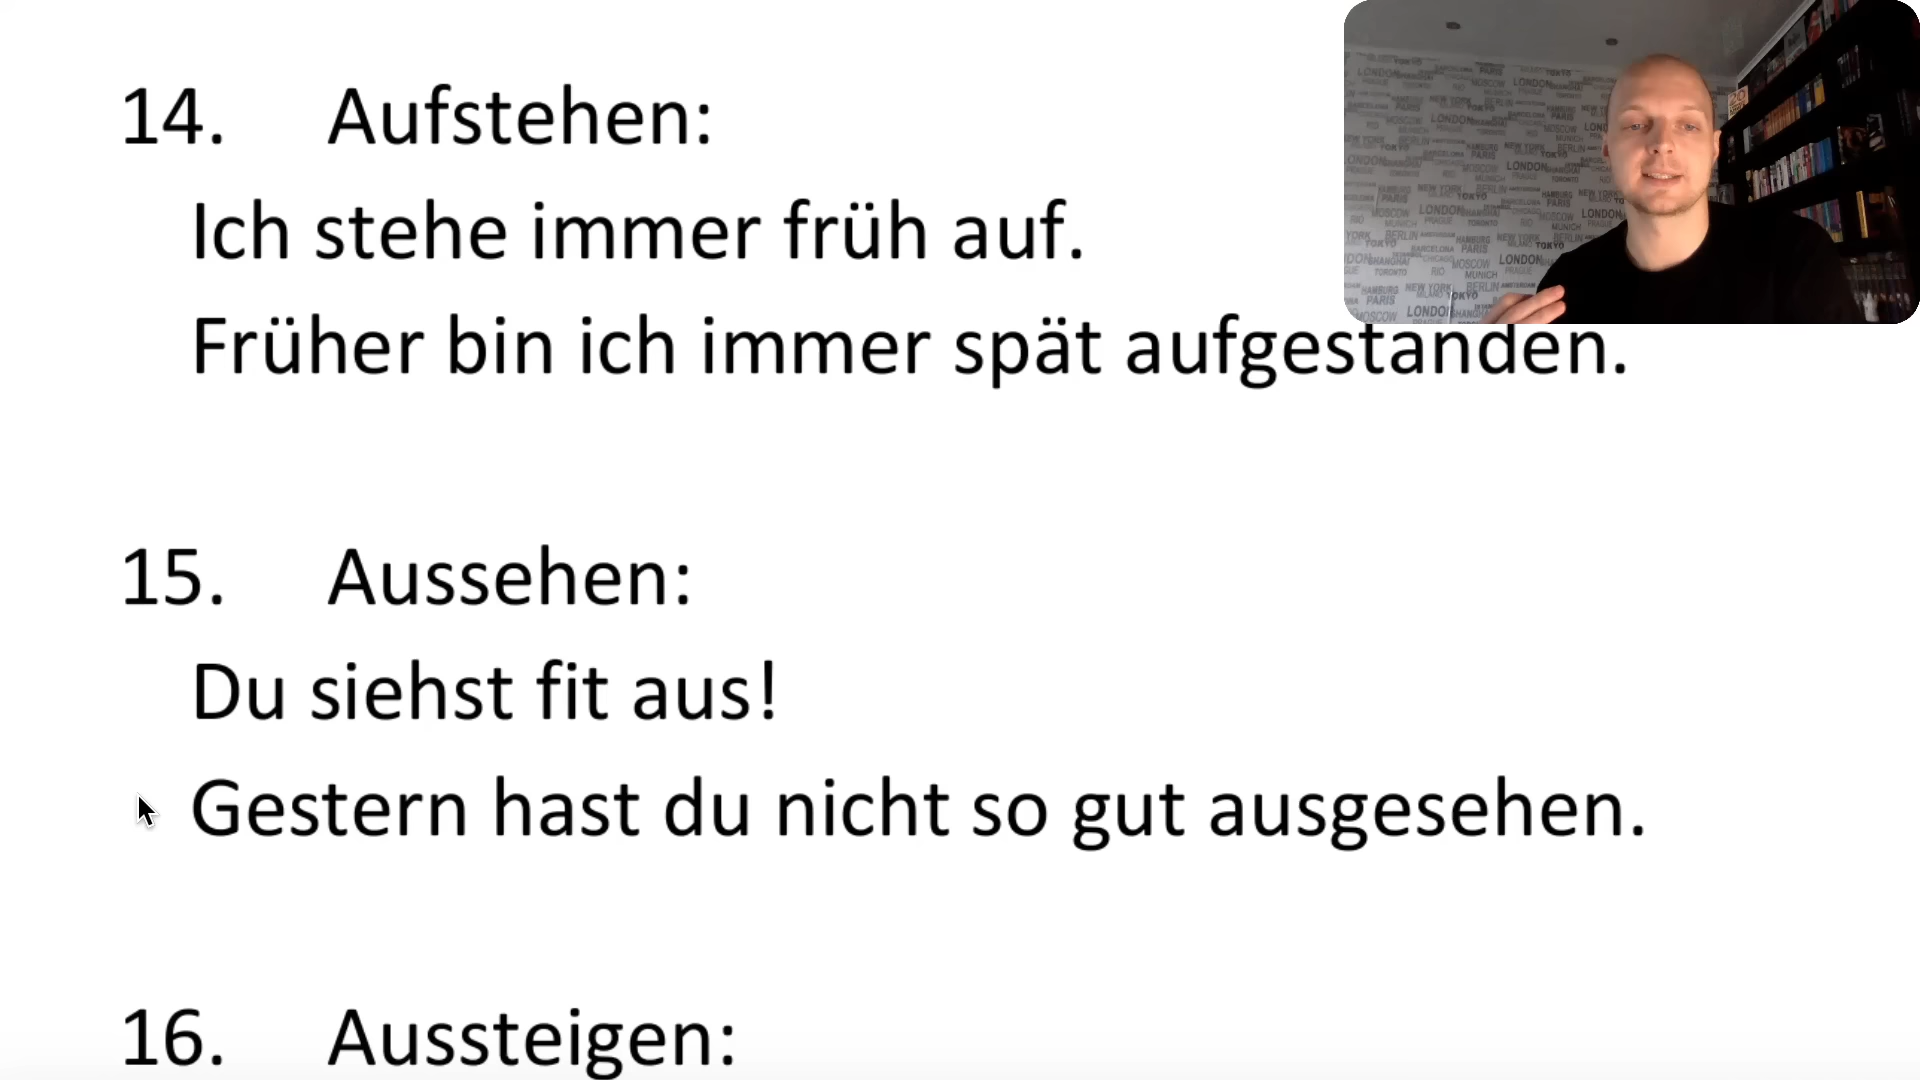 14. Aufstehen:
Ich stehe immer früh auf.
Früher bin ich immer spät aufgestanden.
15. Aussehen:
Du siehst fit aus!
Gestern hast du nicht so gut ausgesehen.
16. Aussteigen: